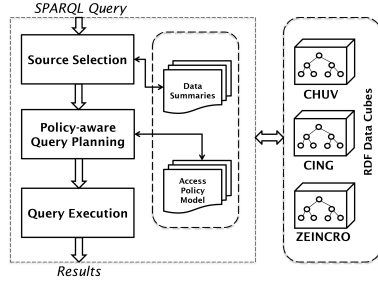 SPARQL Query
Source Selection
Data
Summaries
Policy-aware
Query Planning
Access
Policy
Model
Query Execution
Results
CHUV
CING
ZEINCRO
RDF Data Cubes